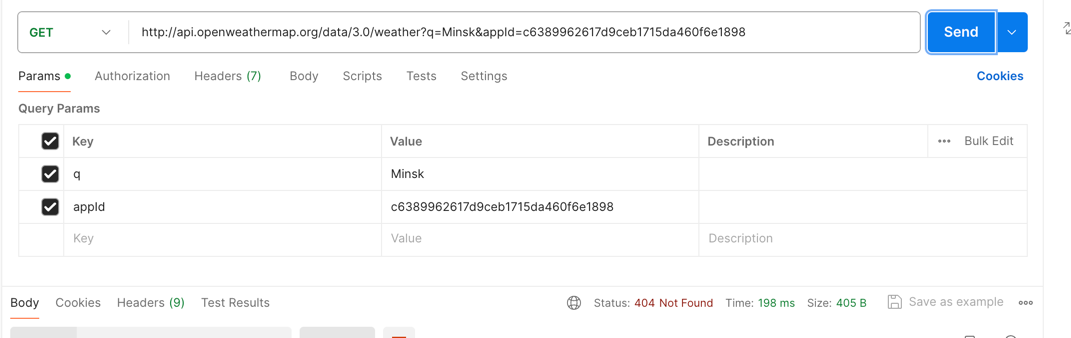 GET http://api.openweathermap.org/data/3.0/weather?q=Minsk&appId=c6389962617d9ceb1715da460f6e1898 Send
Params Authorization Headers (7) Body Scripts Tests Settings Cookies
Query Params
Key Value Description ••• Bulk Edit
q Minsk
appId c6389962617d9ceb1715da460f6e1898
Key Value Description
Body Cookies Headers (9) Test Results Status: 404 Not Found Time: 198 ms Size: 405 B Save as example